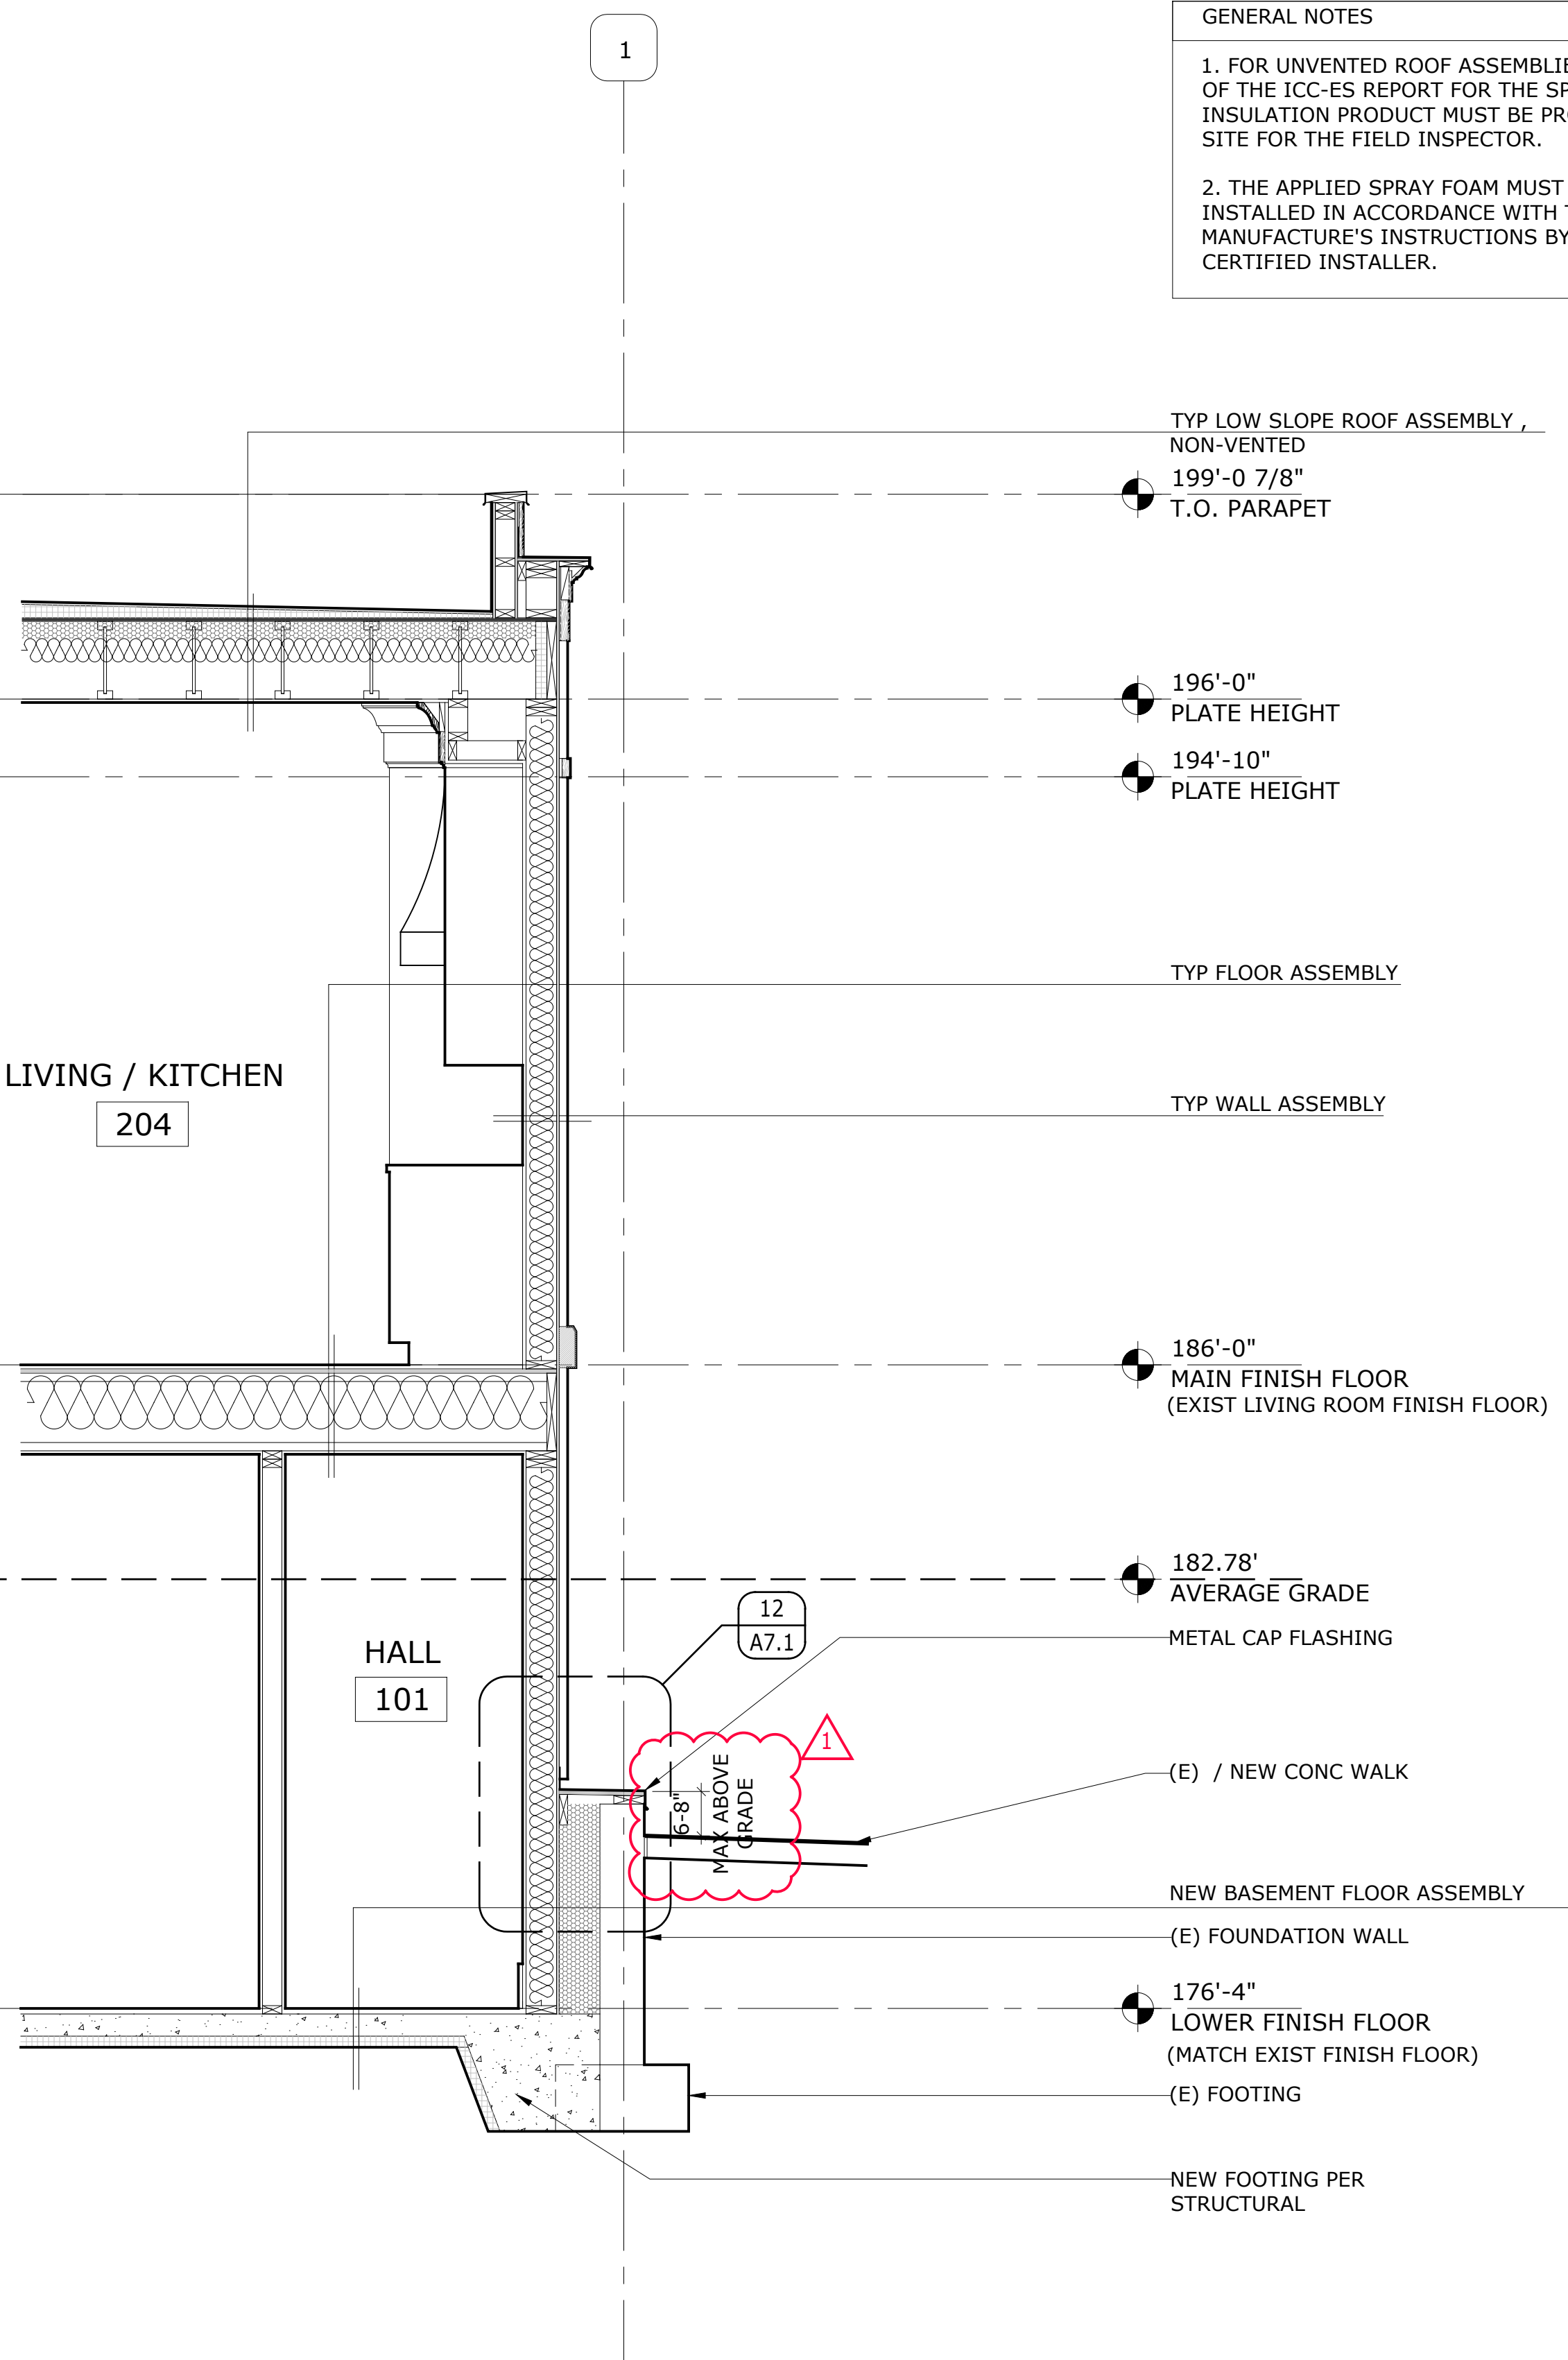 1
GENERAL NOTES
1. FOR UNVENTED ROOF ASSEMBLIE
OF THE ICC-ES REPORT FOR THE SP
INSULATION PRODUCT MUST BE PR
SITE FOR THE FIELD INSPECTOR.
2. THE APPLIED SPRAY FOAM MUST
INSTALLED IN ACCORDANCE WITH
MANUFACTURE'S INSTRUCTIONS BY
CERTIFIED INSTALLER.
TYP LOW SLOPE ROOF ASSEMBLY ,
NON-VENTED
199'-0 7/8"
T.O. PARAPET
196'-0"
PLATE HEIGHT
194'-10"
PLATE HEIGHT
TYP FLOOR ASSEMBLY
LIVING / KITCHEN
204
TYP WALL ASSEMBLY
186'-0"
MAIN FINISH FLOOR
(EXIST LIVING ROOM FINISH FLOOR)
182.78'
AVERAGE GRADE
12
A7.1
METAL CAP FLASHING
HALL
101
1
6-8"
MAX ABOVE
GRADE
(E) / NEW CONC WALK
NEW BASEMENT FLOOR ASSEMBLY
(E) FOUNDATION WALL
176'-4"
LOWER FINISH FLOOR
(MATCH EXIST FINISH FLOOR)
(E) FOOTING
NEW FOOTING PER
STRUCTURAL